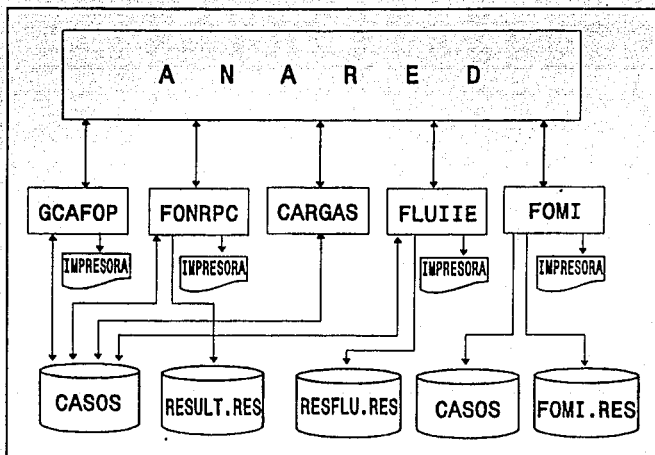 A N A R E D
GCAFOP FONRPC CARGAS FLUIIE FOMI
IMPRESORA IMPRESORA IMPRESORA IMPRESORA
CASOS RESULT.RES RESFLU.RES CASOS FOMI.RES